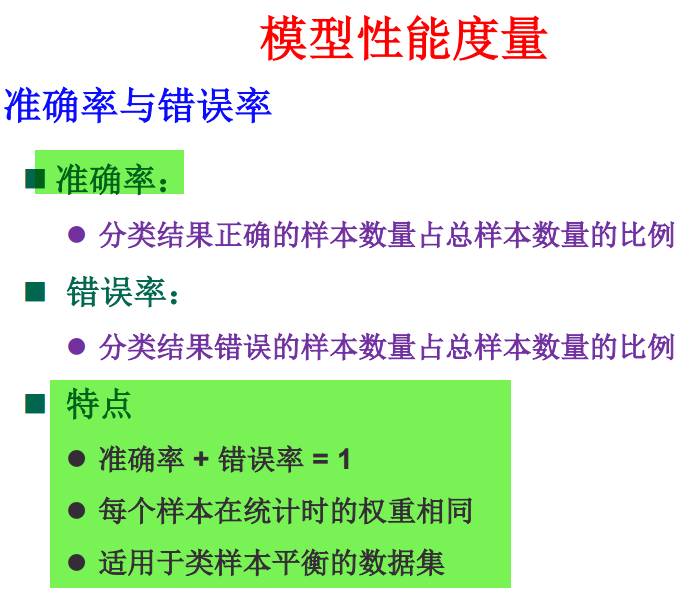 模型性能度量
准确率与错误率
准确率：
分类结果正确的样本数量占总样本数量的比例
错误率：
分类结果错误的样本数量占总样本数量的比例
特点
准确率 + 错误率 = 1
每个样本在统计时的权重相同
适用于类样本平衡的数据集